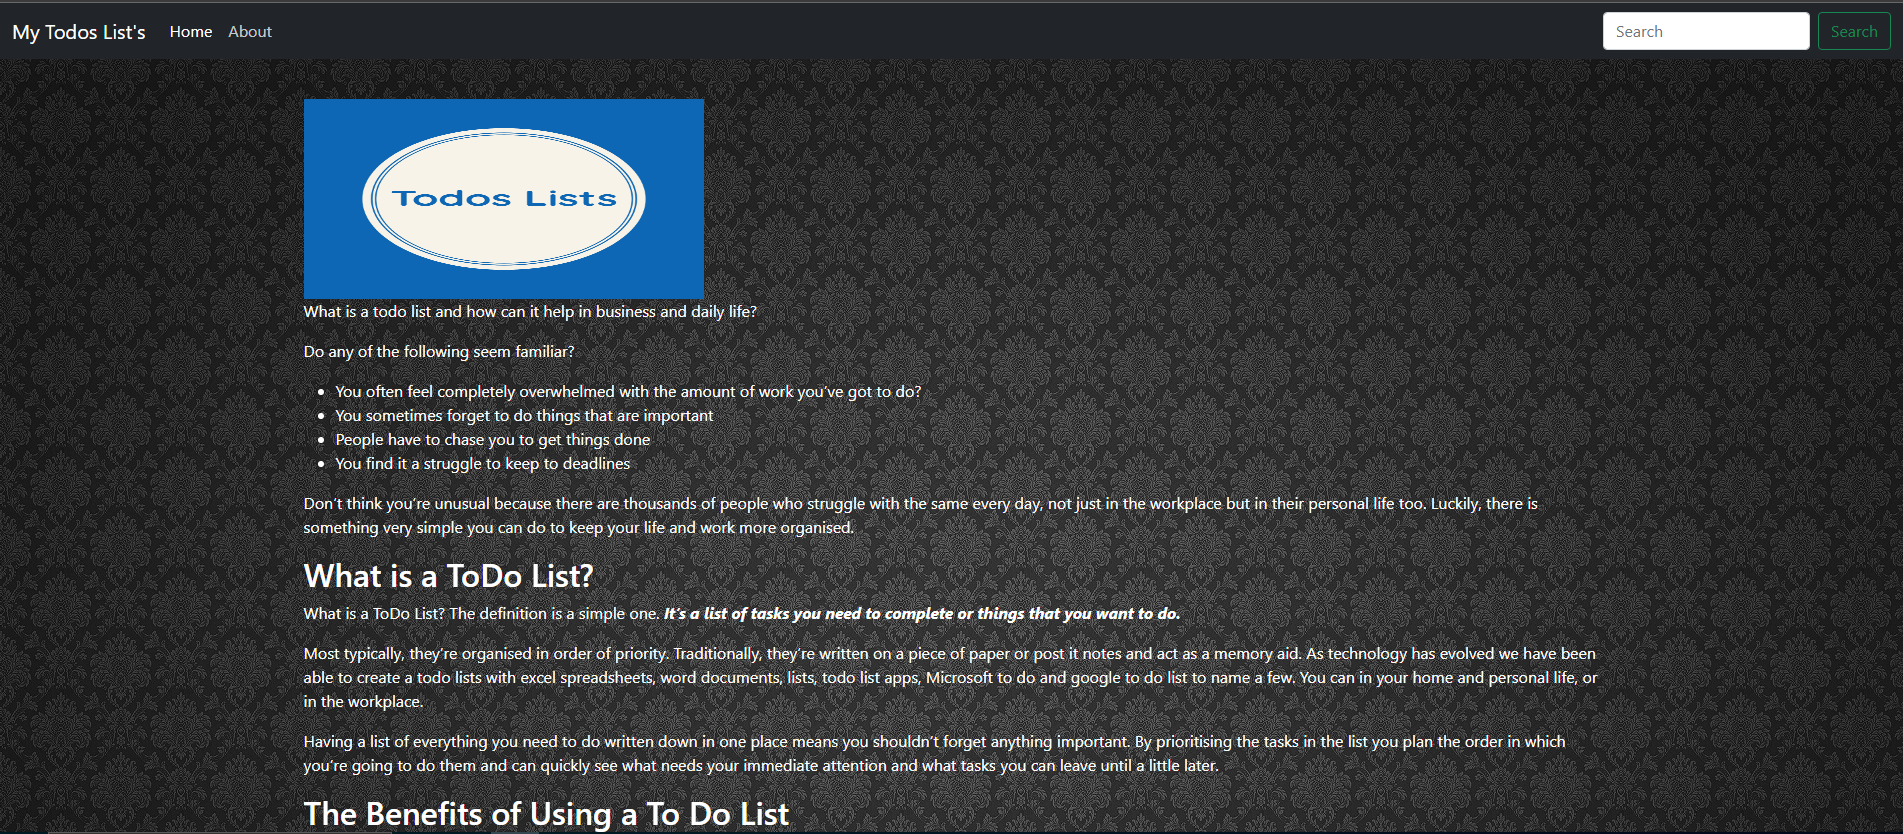 My Todos List's Home About Search Search
Todos Lists
What is a todo list and how can it help in business and daily life?
Do any of the following seem familiar?
• You often feel completely overwhelmed with the amount of work you've got to do?
• You sometimes forget to do things that are important
• People have to chase you to get things done
• You find it a struggle to keep to deadlines
Don't think you're unusual because there are thousands of people who struggle with the same every day, not just in the workplace but in their personal life too. Luckily, there is
something very simple you can do to keep your life and work more organised.
What is a ToDo List?
What is a ToDo List? The definition is a simple one. It's a list of tasks you need to complete or things that you want to do.
Most typically, they're organised in order of priority. Traditionally, they're written on a piece of paper or post it notes and act as a memory aid. As technology has evolved we have been
able to create a todo lists with excel spreadsheets, word documents, lists, todo list apps, Microsoft to do and google to do list to name a few. You can in your home and personal life, or
in the workplace.
Having a list of everything you need to do written down in one place means you shouldn't forget anything important. By prioritising the tasks in the list you plan the order in which
you're going to do them and can quickly see what needs your immediate attention and what tasks you can leave until a little later.
The Benefits of Using a To Do List